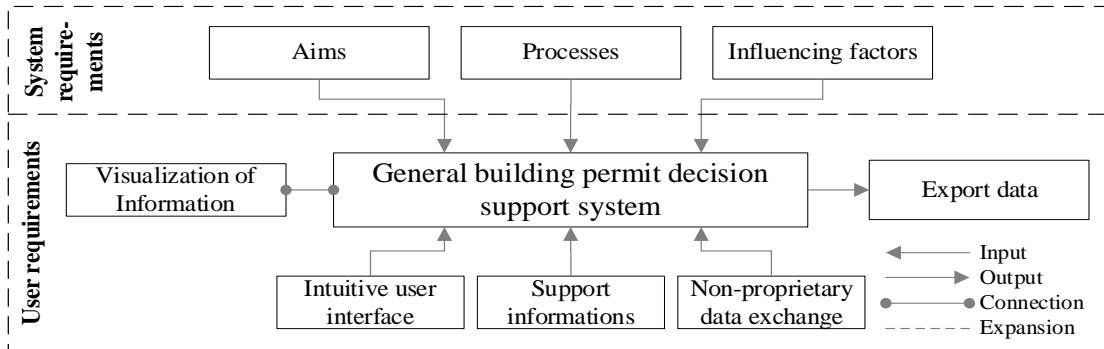 System
require-
ments
Aims
Processes
Influencing factors
User requirements
Visualization of
Information
General building permit decision
support system
Export data
Intuitive user
interface
Support
informations
Non-proprietary
data exchange
Input
Output
Connection
Expansion